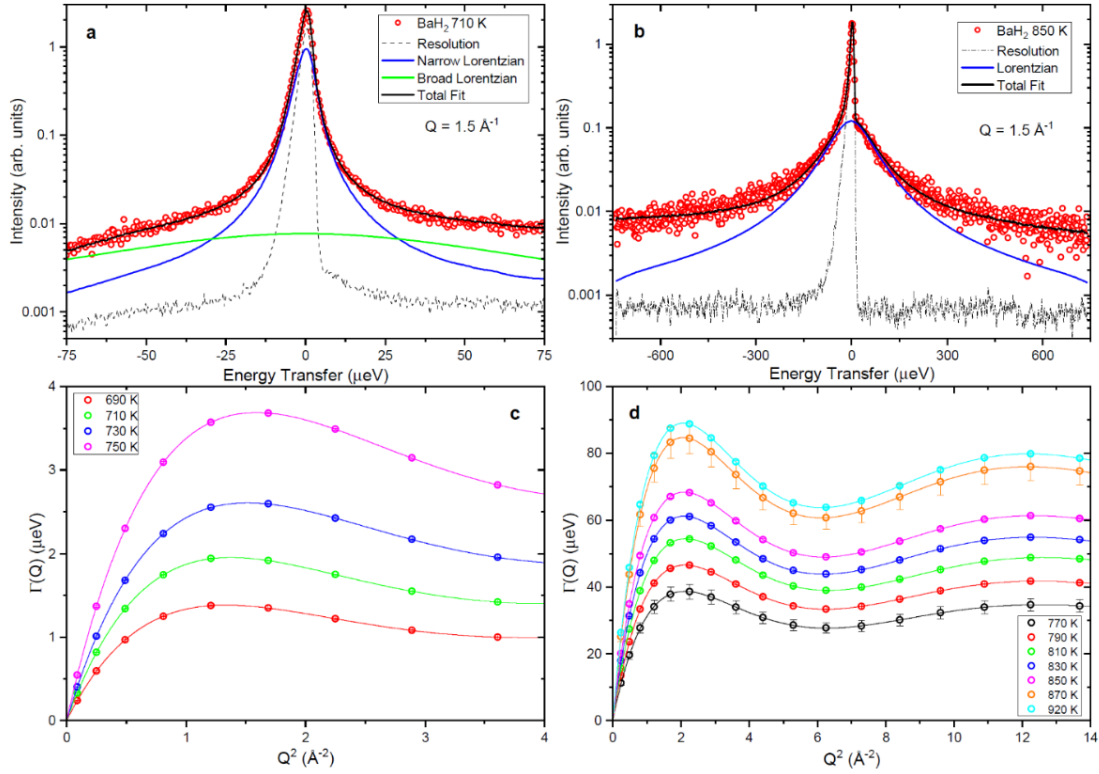 a
BaH₂ 710 K
Resolution
Narrow Lorentzian
Broad Lorentzian
Total Fit
Q = 1.5 Å⁻¹
Intensity (arb. units)
1
0.1
0.01
0.001
-75 -50 -25 0 25 50 75
Energy Transfer (µeV)
b
BaH₂ 850 K
Resolution
Lorentzian
Total Fit
Q = 1.5 Å⁻¹
Intensity (arb. units)
1
0.1
0.01
0.001
-600 -300 0 300 600
Energy Transfer (µeV)
c
690 K
710 K
730 K
750 K
Γ(Q) (µeV)
4
3
2
1
0
0 1 2 3 4
Q² (Å⁻²)
d
Γ(Q) (µeV)
100
80
60
40
20
0
770 K
790 K
810 K
830 K
850 K
870 K
920 K
0 2 4 6 8 10 12 14
Q² (Å⁻²)